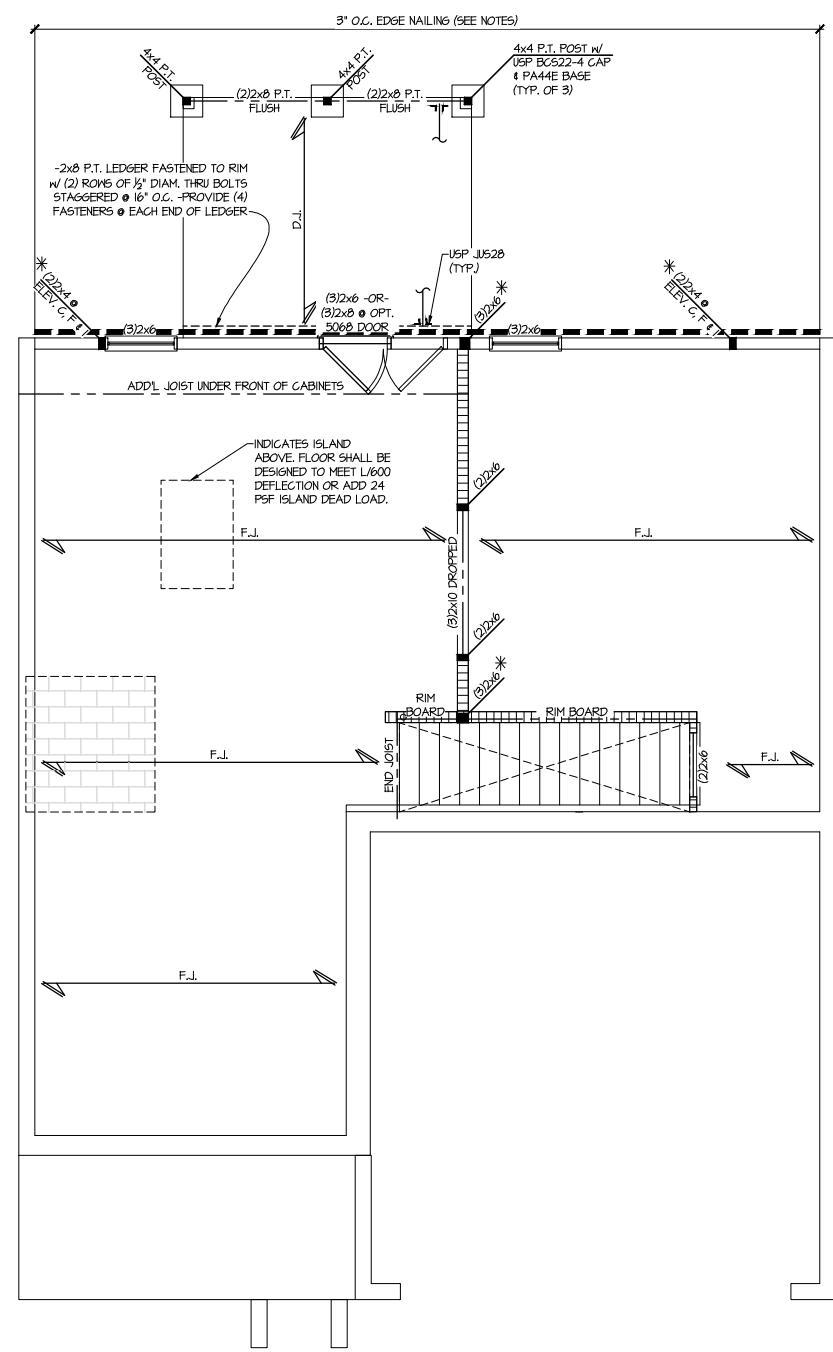 3" O.C. EDGE NAILING (SEE NOTES)
4x4 P.T.
POST
4x4 P.T.
POST
4x4 P.T. POST W/
USP BCS22-4 CAP
& PA44E BASE
(TYP. OF 3)
(2)2x8 P.T.
FLUSH
(2)2x8 P.T.
FLUSH
-2x8 P.T. LEDGER FASTENED TO RIM
W/ (2) ROWS OF 1/2" DIAM. THRU BOLTS
STAGGERED @ 16" O.C. -PROVIDE (4)
FASTENERS @ EACH END OF LEDGER
D.J.
USP JUS28
(TYP.)
* (2)2x4 @
ELEV. C, F &
(3)2x6 -OR-
(3)2x8 @ OPT.
5068 DOOR
(3)2x6 *
* (2)2x4 @
ELEV. C, F &
(3)2x6
(3)2x6
ADD'L JOIST UNDER FRONT OF CABINETS
INDICATES ISLAND
ABOVE. FLOOR SHALL BE
DESIGNED TO MEET L/600
DEFLECTION OR ADD 24
PSF ISLAND DEAD LOAD.
(2)2x6
F.J.
F.J.
(3)2x10 DROPPED
(2)2x6
(3)2x6 *
RIM
BOARD
RIM BOARD
F.J.
END JOIST
(2)2x6
F.J.
F.J.